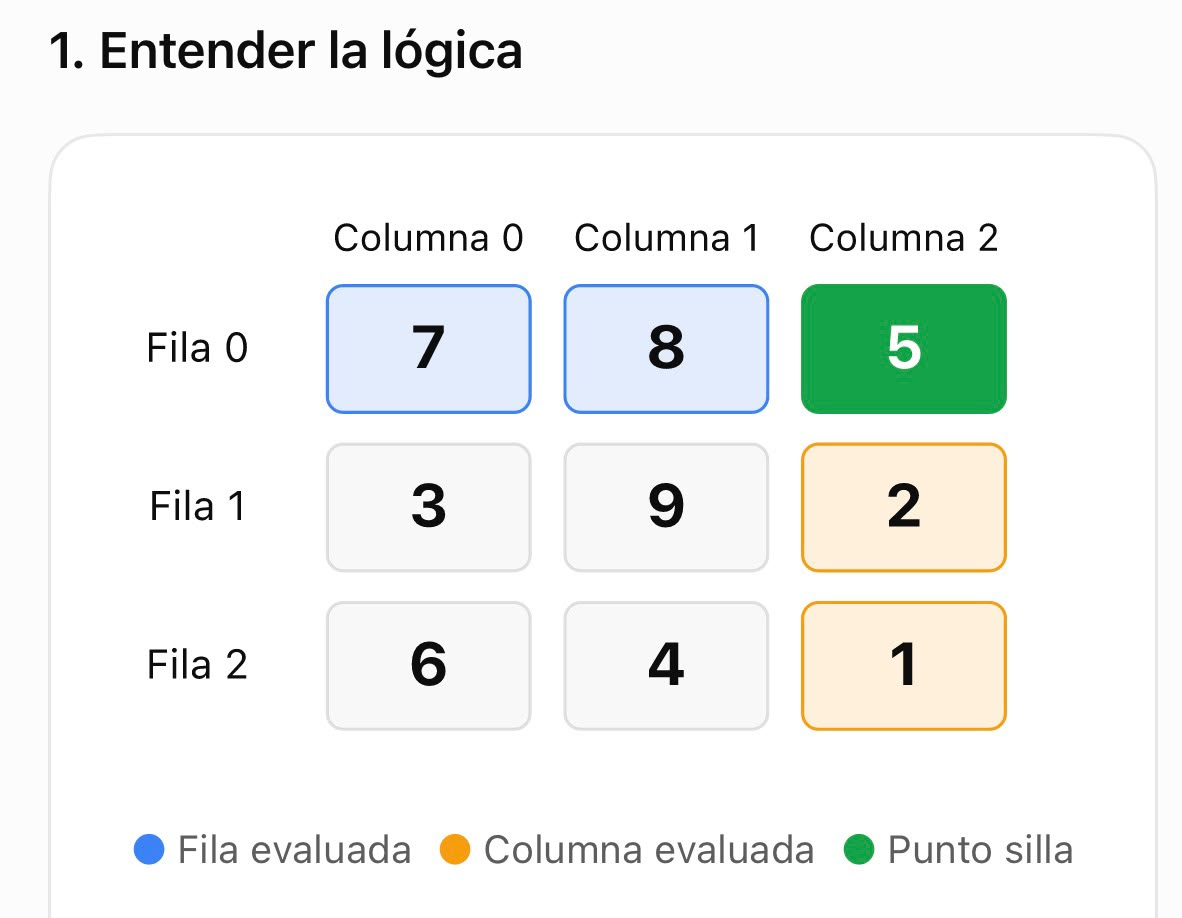 1. Entender la lógica
Columna 0 Columna 1 Columna 2
Fila 0 7 8 5
Fila 1 3 9 2
Fila 2 6 4 1
Fila evaluada Columna evaluada Punto silla